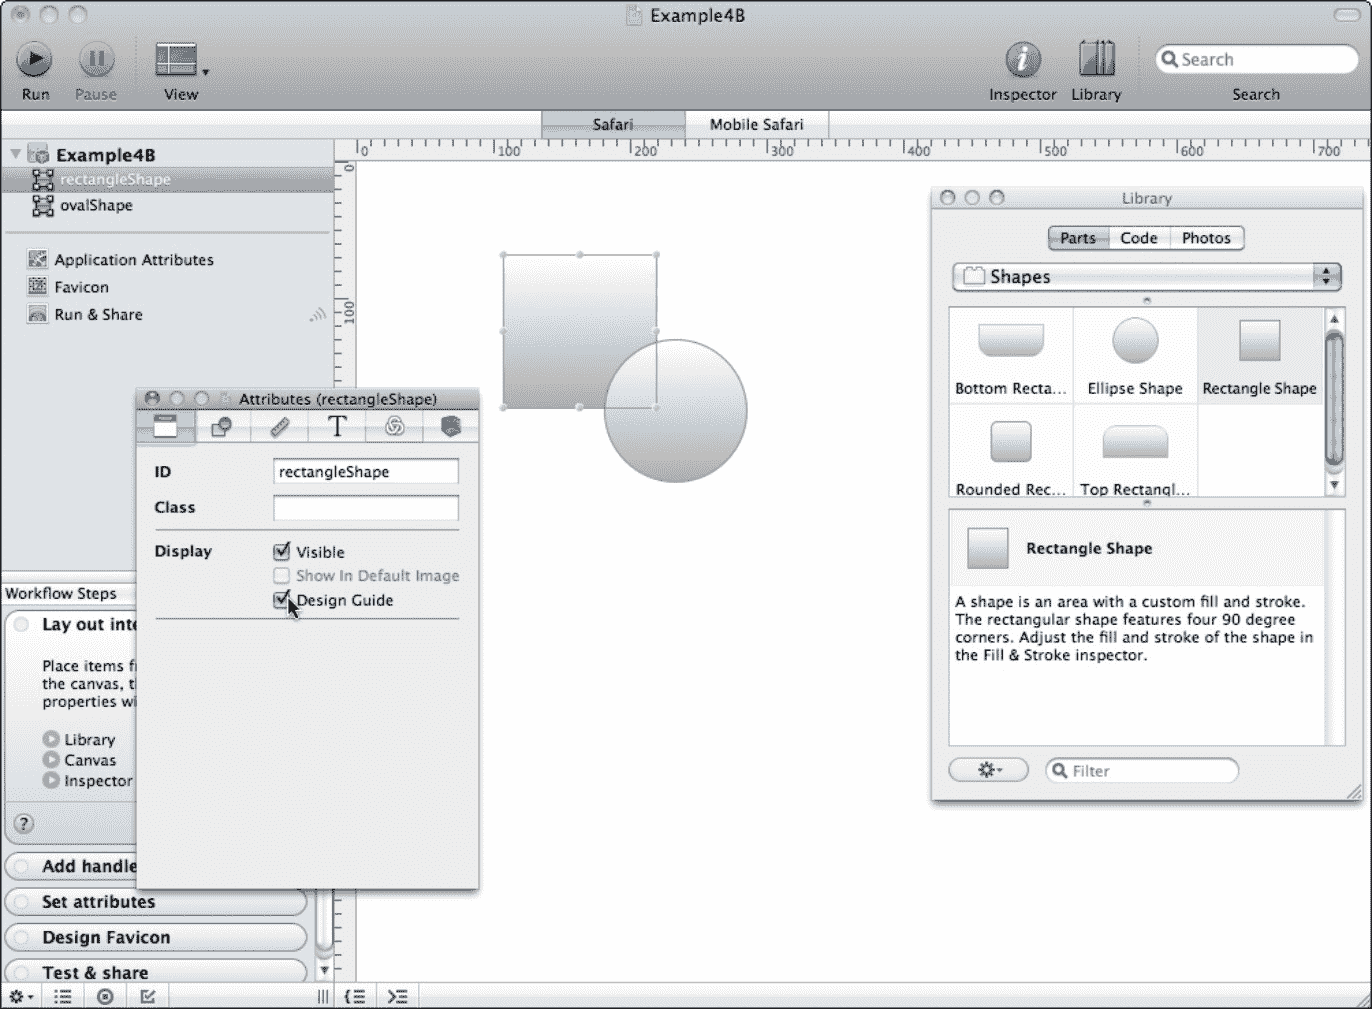 Example4B
Run
Pause
View
Inspector
Library
Search
Search
Safari
Mobile Safari
Example4B
rectangleShape
ovalShape
Application Attributes
Favicon
Run & Share
0
100
200
300
400
500
600
700
0
100
Library
Parts
Code
Photos
Shapes
Bottom Recta...
Ellipse Shape
Rectangle Shape
Rounded Rec...
Top Rectangl...
Rectangle Shape
A shape is an area with a custom fill and stroke.
The rectangular shape features four 90 degree
corners. Adjust the fill and stroke of the shape in
the Fill & Stroke inspector.
Filter
Attributes (rectangleShape)
T
ID
rectangleShape
Class
Display
Visible
Show In Default Image
Design Guide
Workflow Steps
Lay out inte
Place items f
the canvas, t
properties wi
Library
Canvas
Inspector
?
Add handle
Set attributes
Design Favicon
Test & share